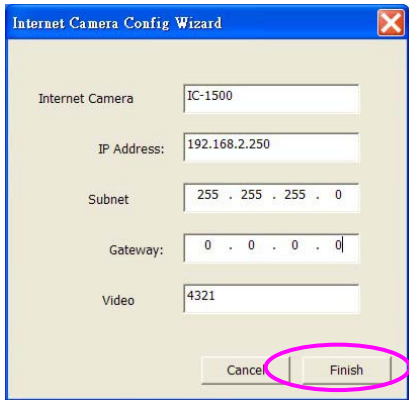 Internet Camera Config Wizard
Internet Camera IC-1500
IP Address: 192.168.2.250
Subnet 255 . 255 . 255 . 0
Gateway: 0 . 0 . 0 . 0
Video 4321
Cancel Finish